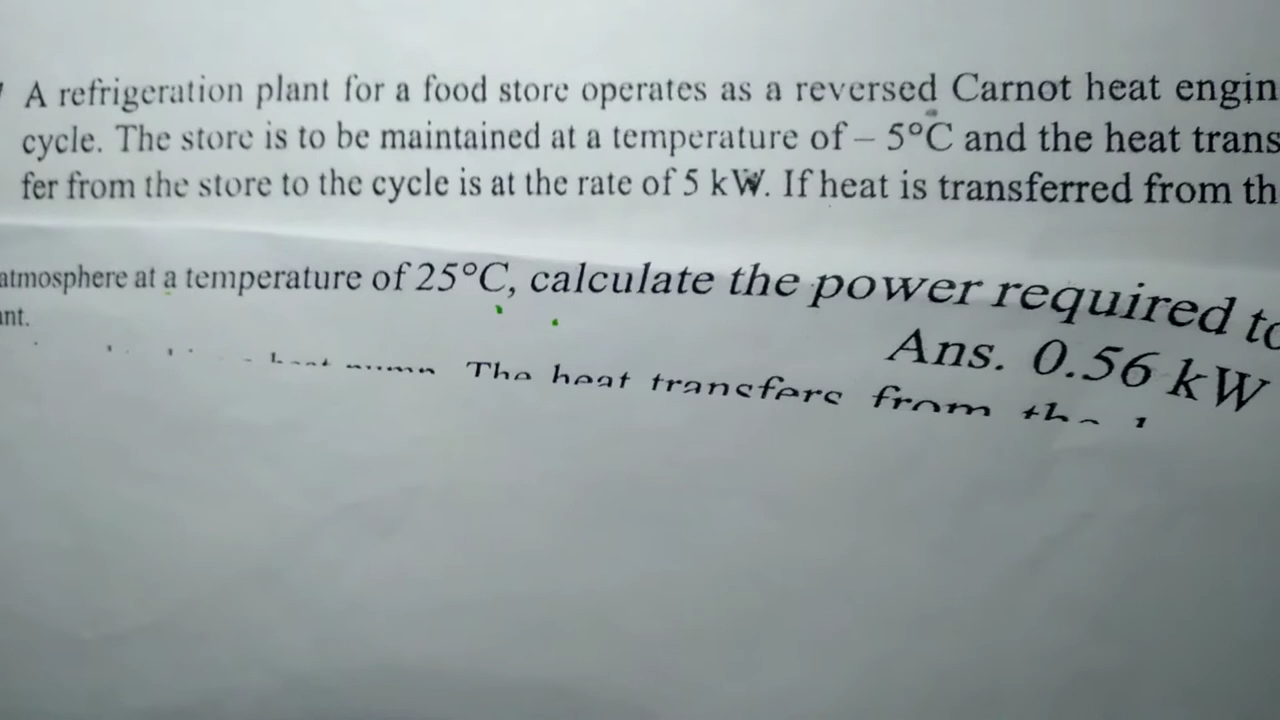 A refrigeration plant for a food store operates as a reversed Carnot heat engin
cycle. The store is to be maintained at a temperature of – 5°C and the heat trans
fer from the store to the cycle is at the rate of 5 kW. If heat is transferred from th
atmosphere at a temperature of 25°C, calculate the power required to
ant.
Ans. 0.56 kW
The heat transfers from the